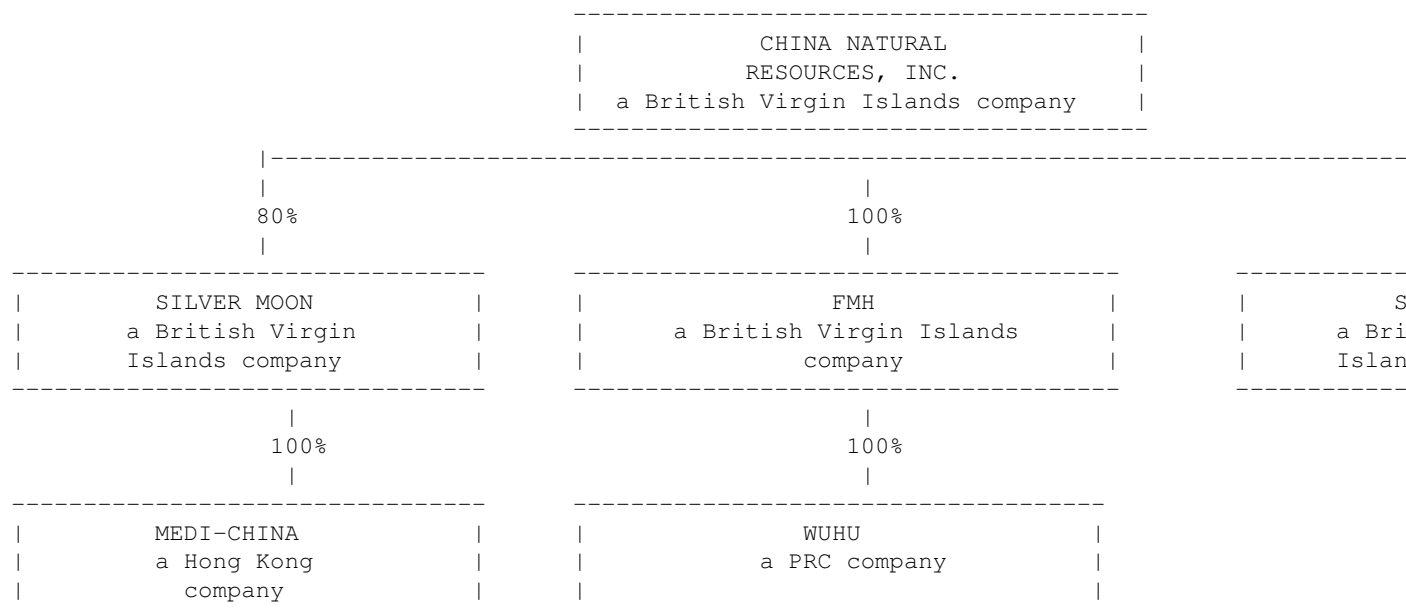 CHINA NATURAL
RESOURCES, INC.
a British Virgin Islands company
80%
100%
SILVER MOON
a British Virgin
Islands company
FMH
a British Virgin Islands
company
S
a Bri
Islan
100%
100%
MEDI-CHINA
a Hong Kong
company
WUHU
a PRC company